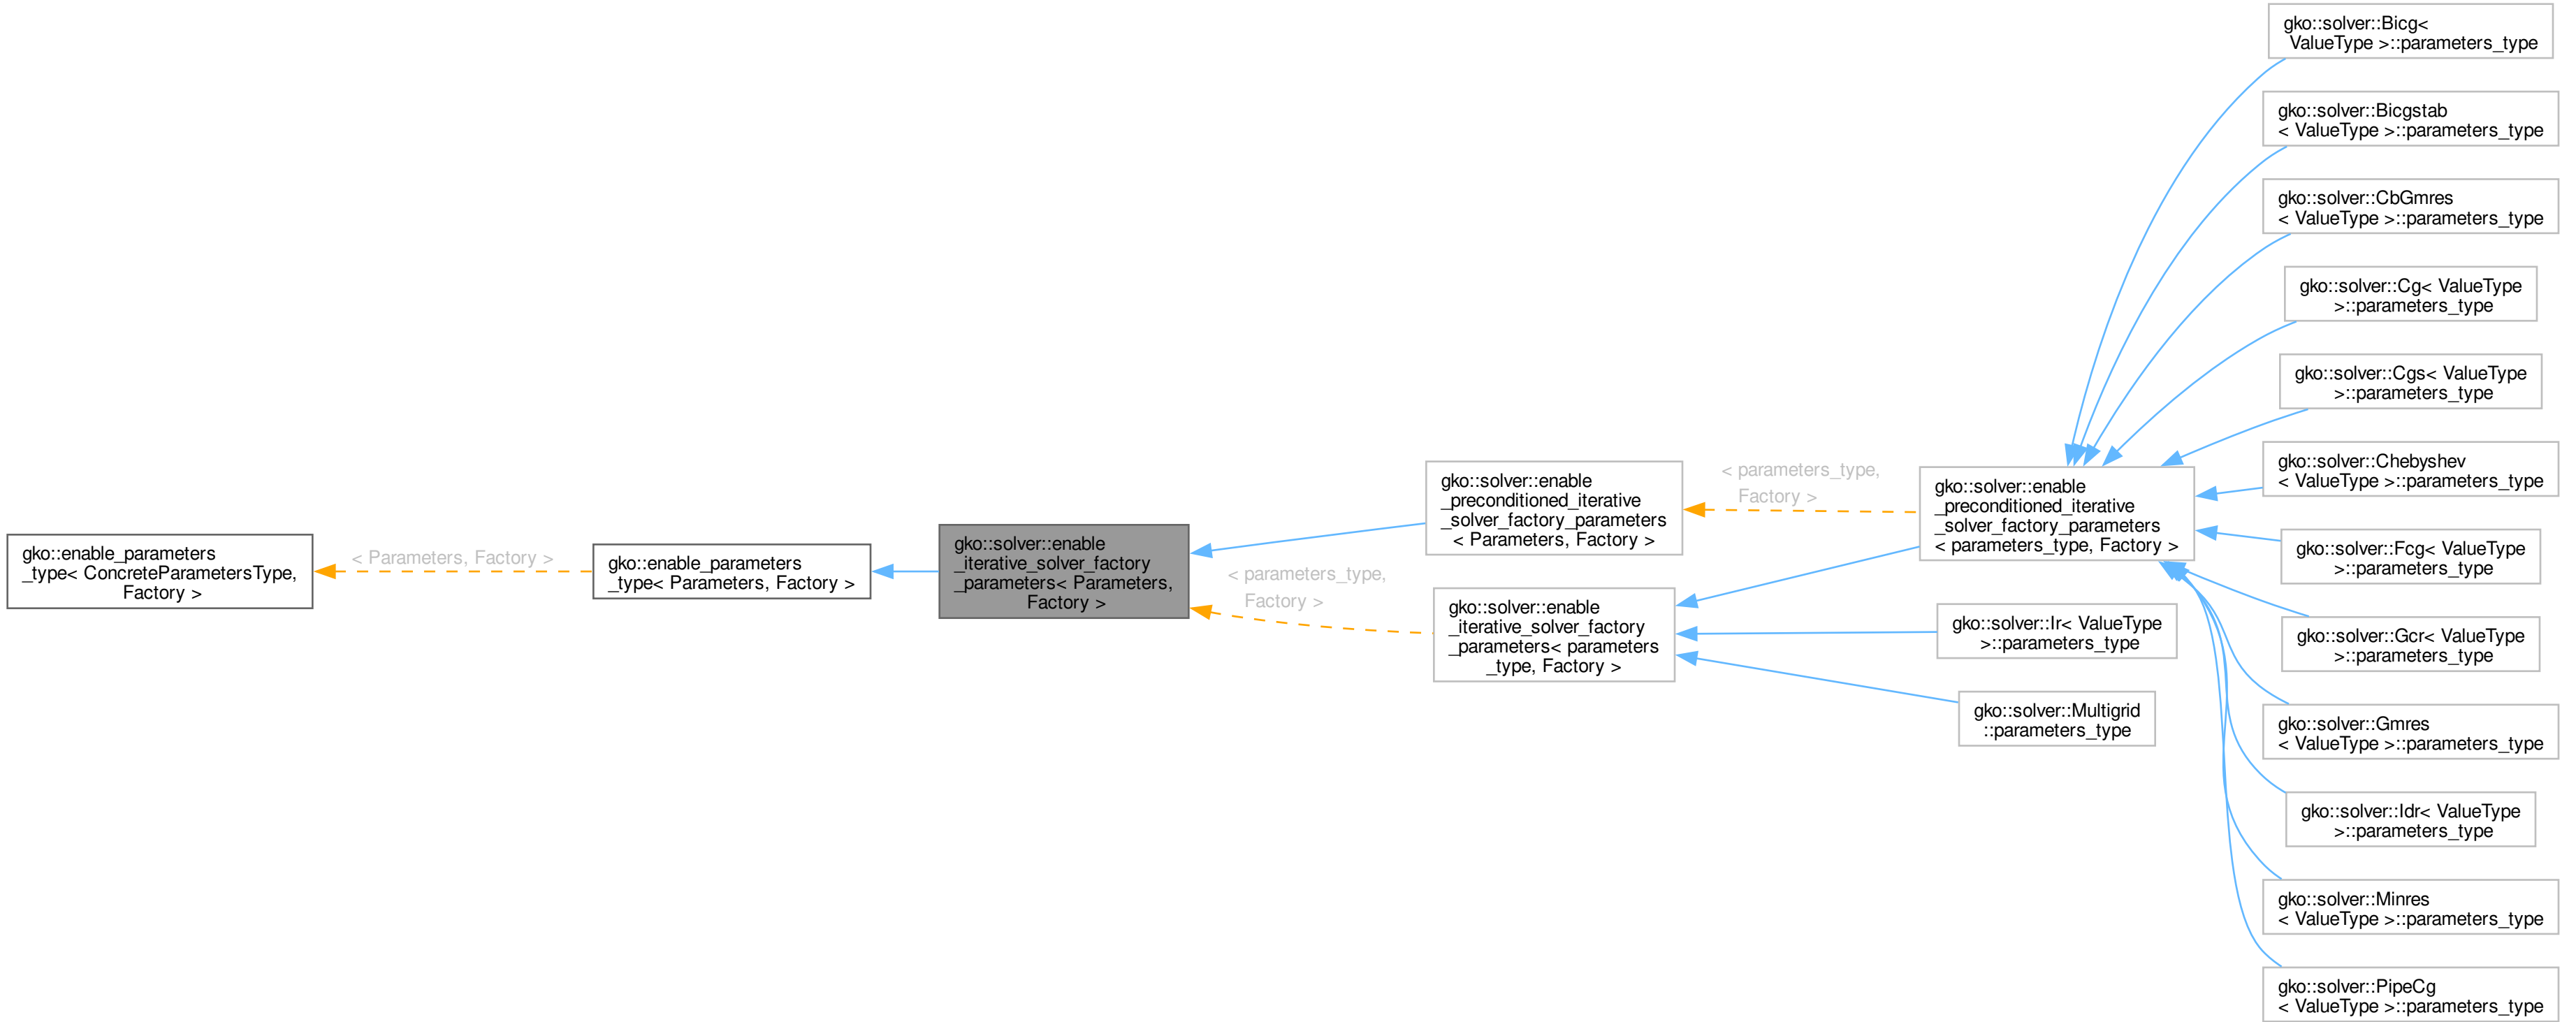 gko::enable_parameters
_type< ConcreteParametersType,
Factory >
< Parameters, Factory >
gko::enable_parameters
_type< Parameters, Factory >
gko::solver::enable
_iterative_solver_factory
_parameters< Parameters,
Factory >
< parameters_type,
Factory >
gko::solver::enable
_preconditioned_iterative
_solver_factory_parameters
< Parameters, Factory >
gko::solver::enable
_iterative_solver_factory
_parameters< parameters
_type, Factory >
< parameters_type,
Factory >
gko::solver::enable
_preconditioned_iterative
_solver_factory_parameters
< parameters_type, Factory >
gko::solver::Ir< ValueType
>::parameters_type
gko::solver::Multigrid
::parameters_type
gko::solver::Bicg<
ValueType >::parameters_type
gko::solver::Bicgstab
< ValueType >::parameters_type
gko::solver::CbGmres
< ValueType >::parameters_type
gko::solver::Cg< ValueType
>::parameters_type
gko::solver::Cgs< ValueType
>::parameters_type
gko::solver::Chebyshev
< ValueType >::parameters_type
gko::solver::Fcg< ValueType
>::parameters_type
gko::solver::Gcr< ValueType
>::parameters_type
gko::solver::Gmres
< ValueType >::parameters_type
gko::solver::Idr< ValueType
>::parameters_type
gko::solver::Minres
< ValueType >::parameters_type
gko::solver::PipeCg
< ValueType >::parameters_type